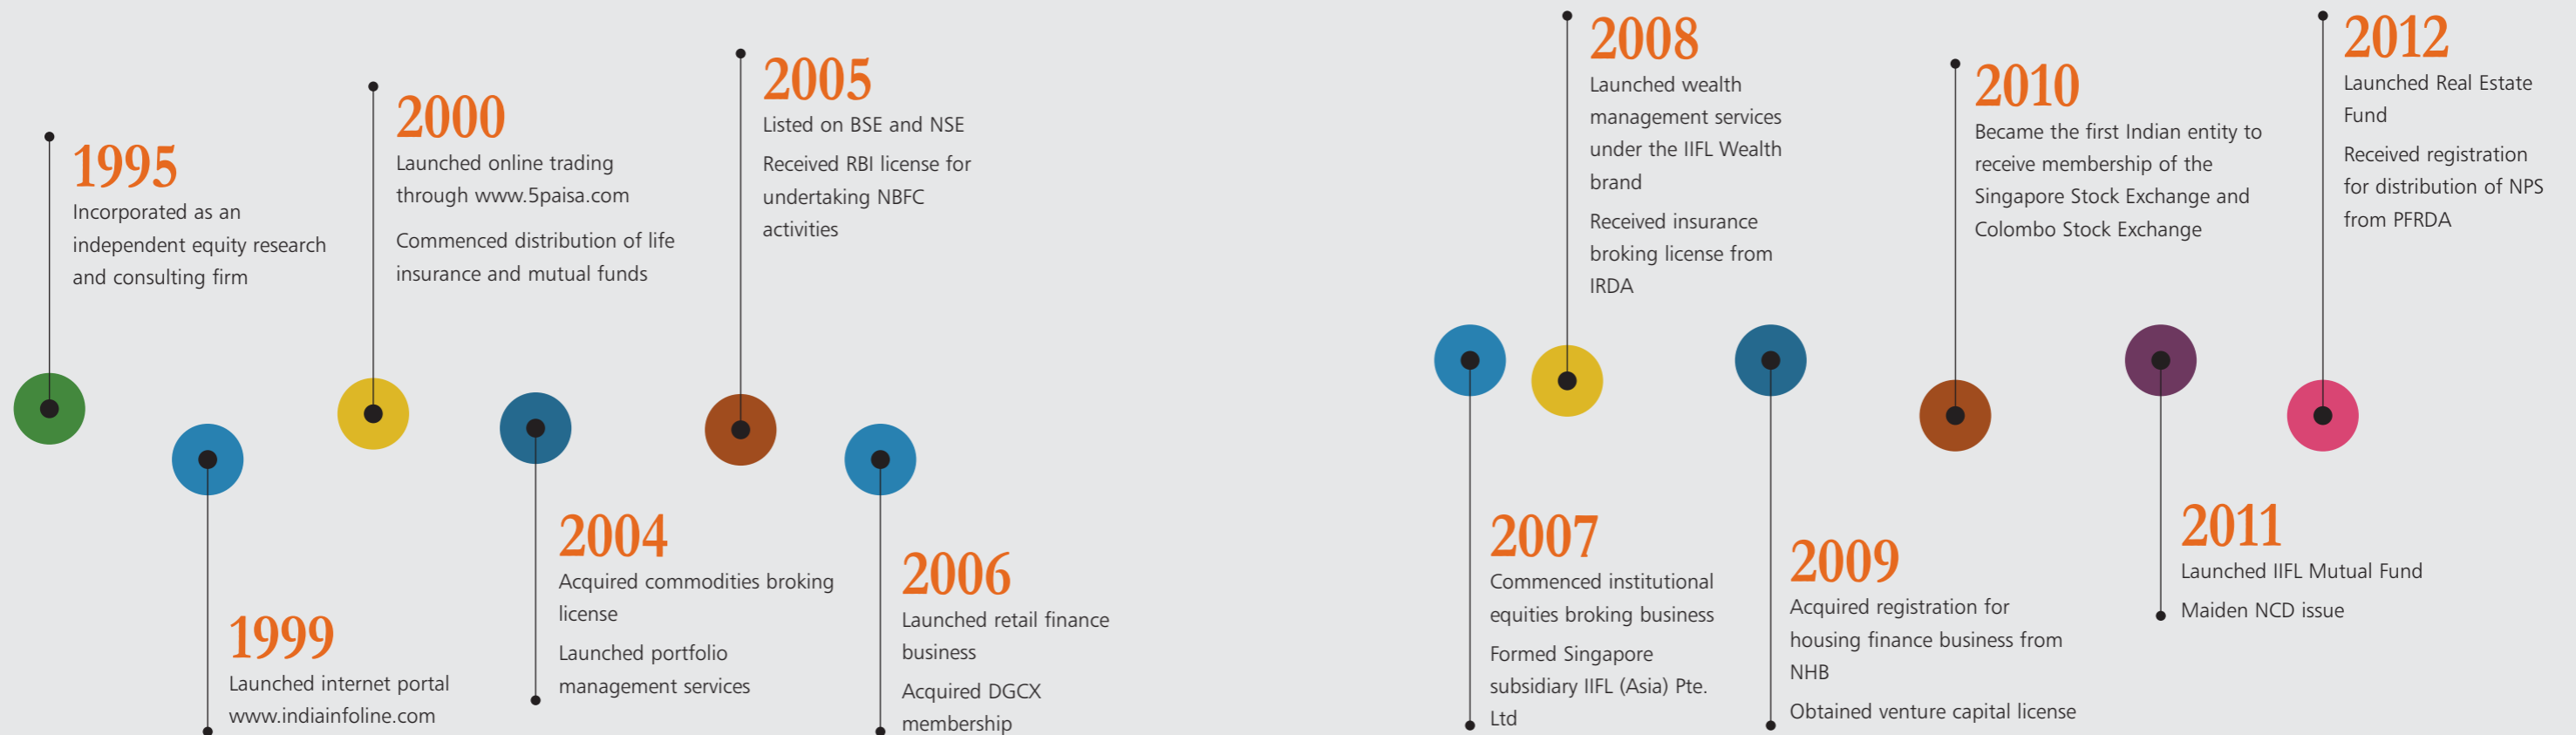 1995
Incorporated as an
independent equity research
and consulting firm
1999
Launched internet portal
www.indiainfoline.com
2000
Launched online trading
through www.5paisa.com
Commenced distribution of life
insurance and mutual funds
2004
Acquired commodities broking
license
Launched portfolio
management services
2005
Listed on BSE and NSE
Received RBI license for
undertaking NBFC
activities
2006
Launched retail finance
business
Acquired DGCX
membership
2007
Commenced institutional
equities broking business
Formed Singapore
subsidiary IIFL (Asia) Pte.
Ltd
2008
Launched wealth
management services
under the IIFL Wealth
brand
Received insurance
broking license from
IRDA
2009
Acquired registration for
housing finance business from
NHB
Obtained venture capital license
2010
Became the first Indian entity to
receive membership of the
Singapore Stock Exchange and
Colombo Stock Exchange
2011
Launched IIFL Mutual Fund
Maiden NCD issue
2012
Launched Real Estate
Fund
Received registration
for distribution of NPS
from PFRDA